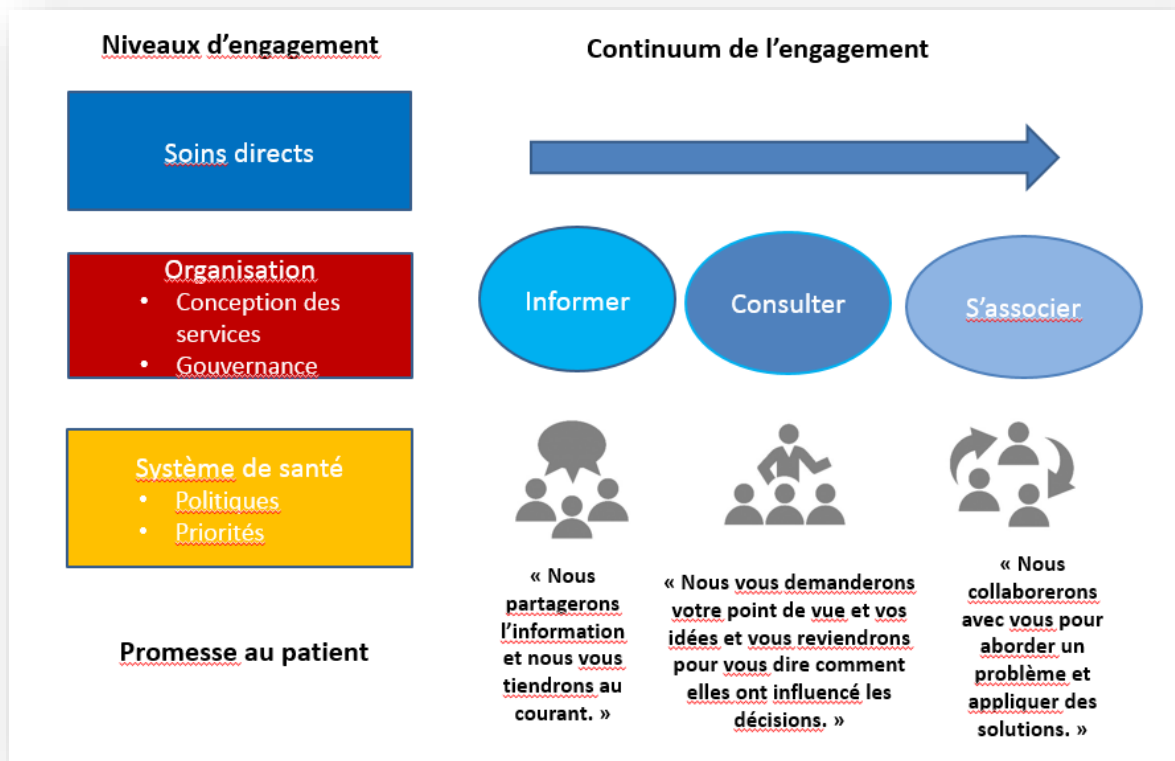 Niveaux d'engagement
Continuum de l'engagement
Soins directs
Organisation
• Conception des
services
• Gouvernance
Informer
Consulter
S'associer
Système de santé
• Politiques
• Priorités
Promesse au patient
« Nous
partagerons
l'information
et nous vous
tiendrons au
courant. »
« Nous vous demanderons
votre point de vue et vos
idées et vous reviendrons
pour vous dire comment
elles ont influencé les
décisions. »
« Nous
collaborerons
avec vous pour
aborder un
problème et
appliquer des
solutions. »